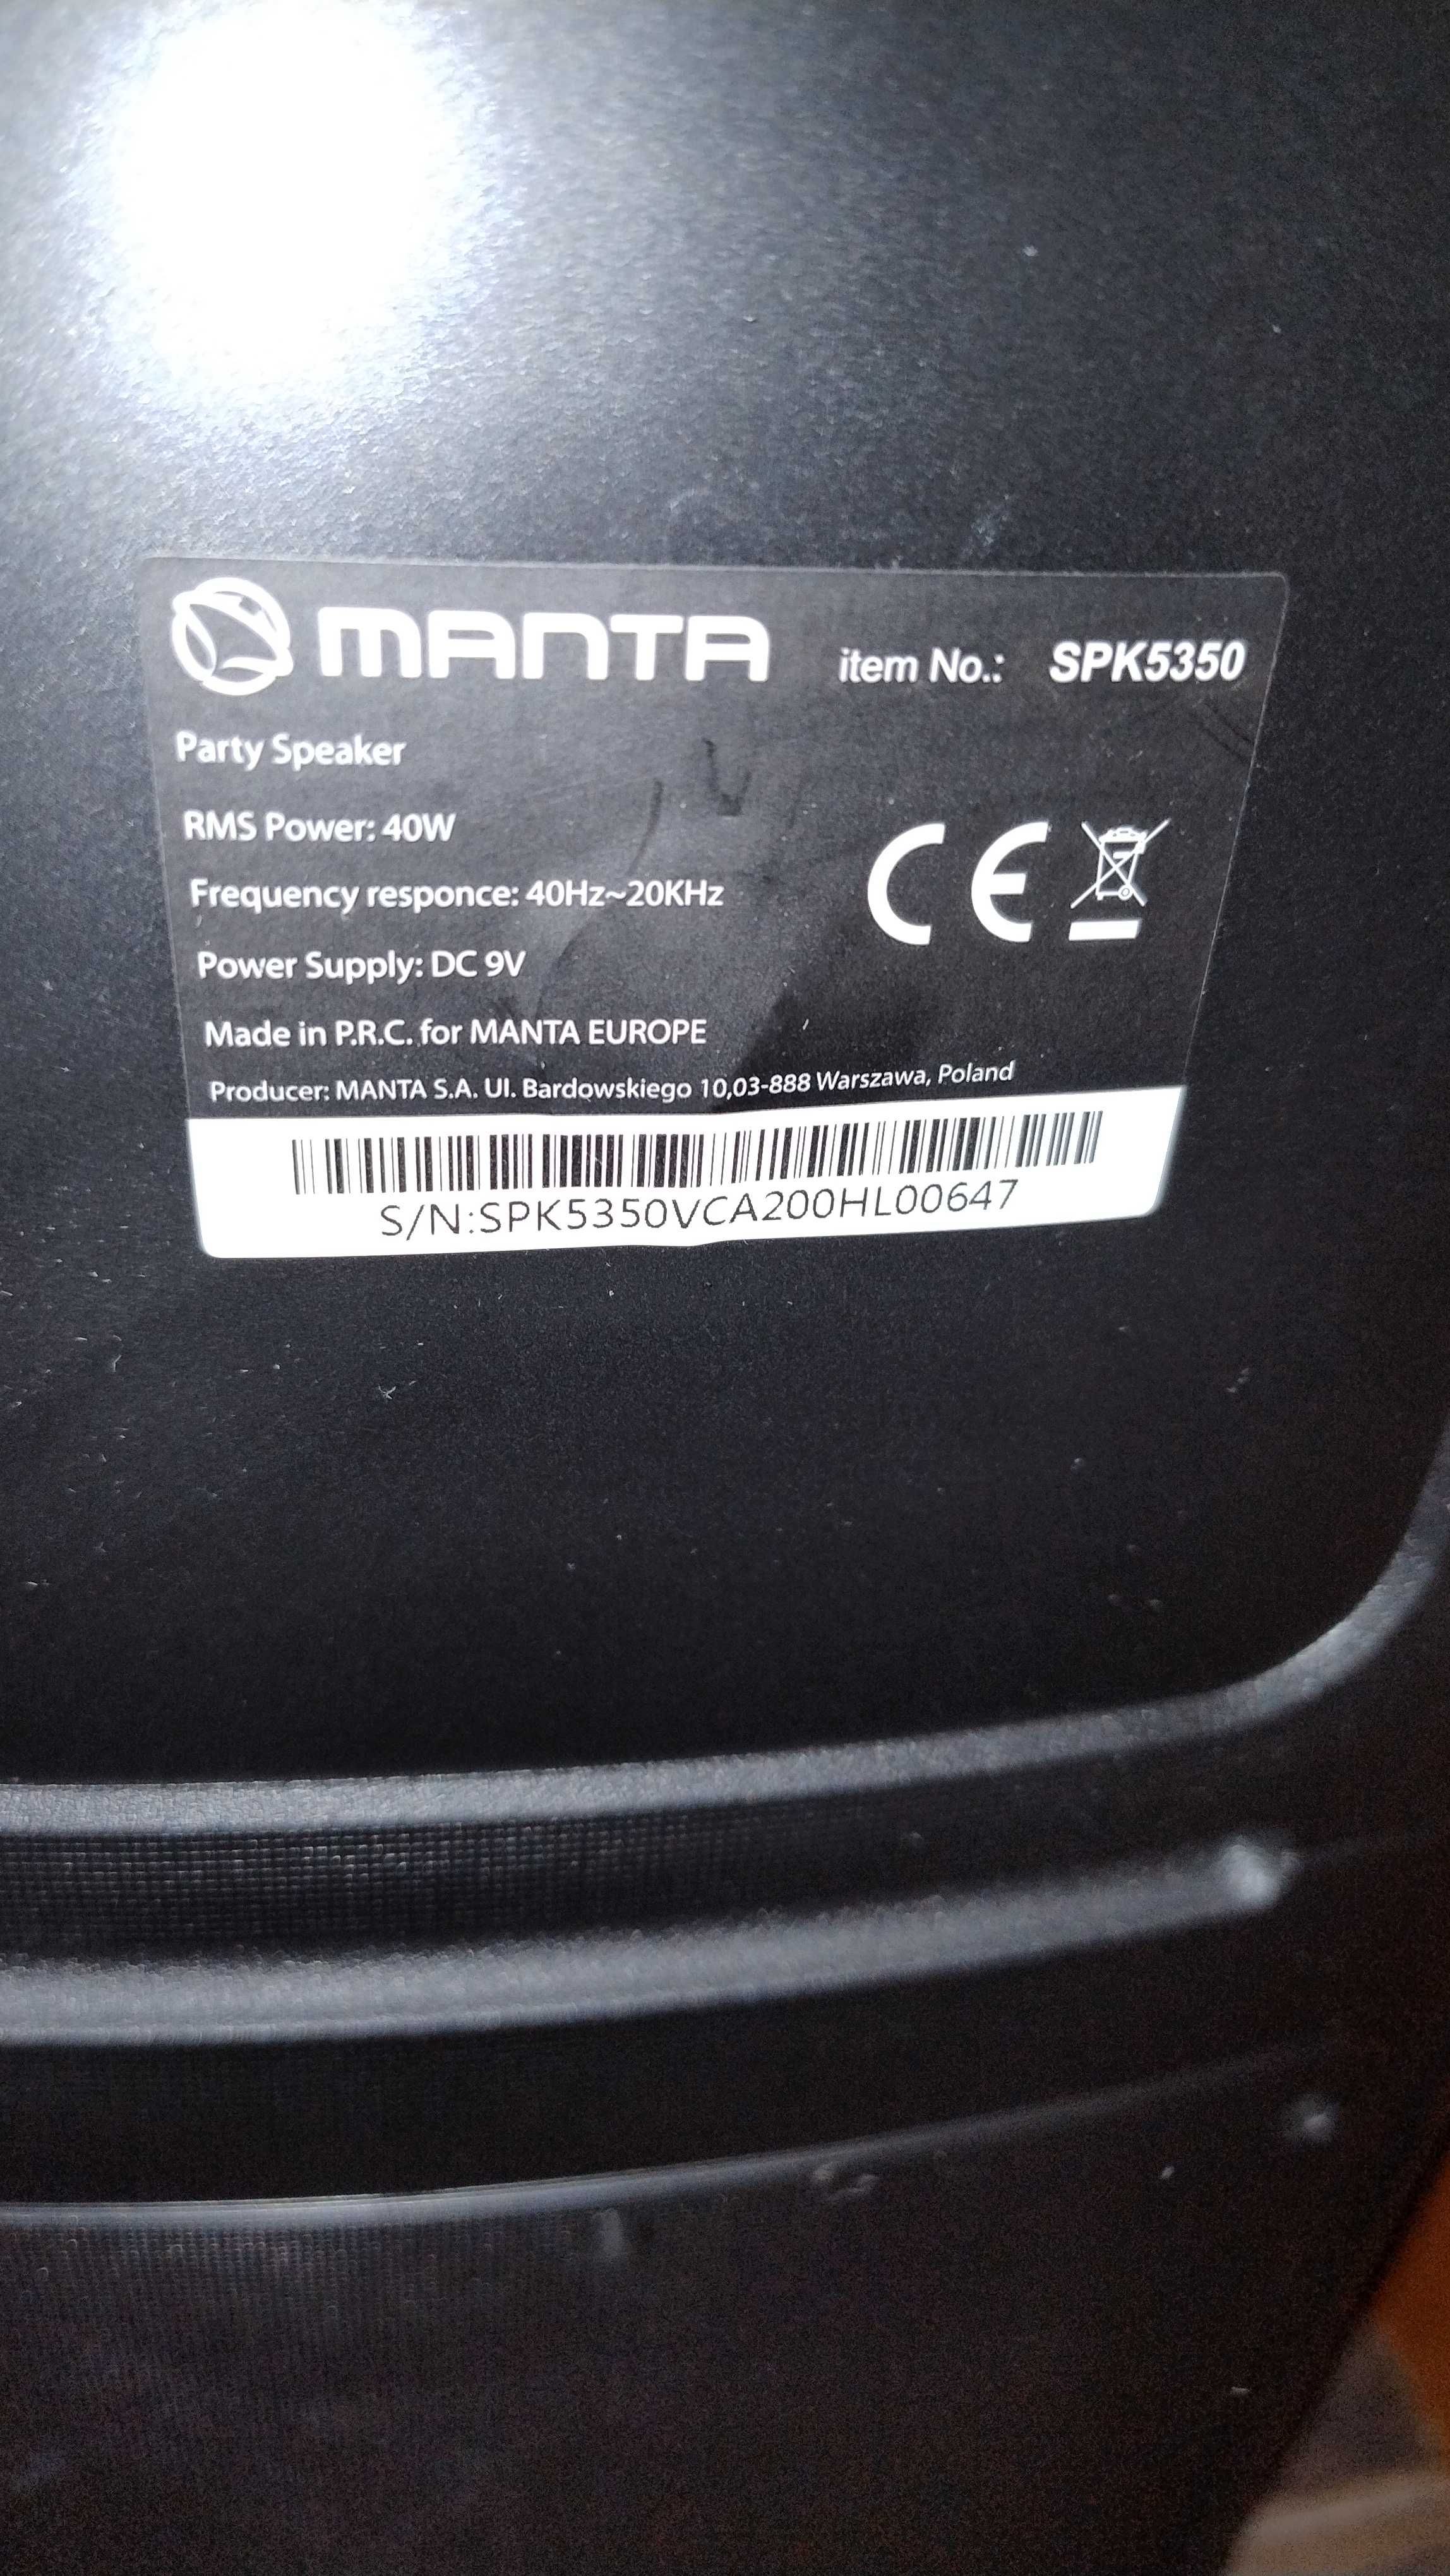 MANTA item No.: SPK5350
Party Speaker
RMS Power: 40W
Frequency responce: 40Hz~20KHz
Power Supply: DC 9V
CE
Made in P.R.C. for MANTA EUROPE
Producer: MANTA S.A. Ul. Bardowskiego 10,03-888 Warszawa, Poland
S/N:SPK5350VCA200HL00647